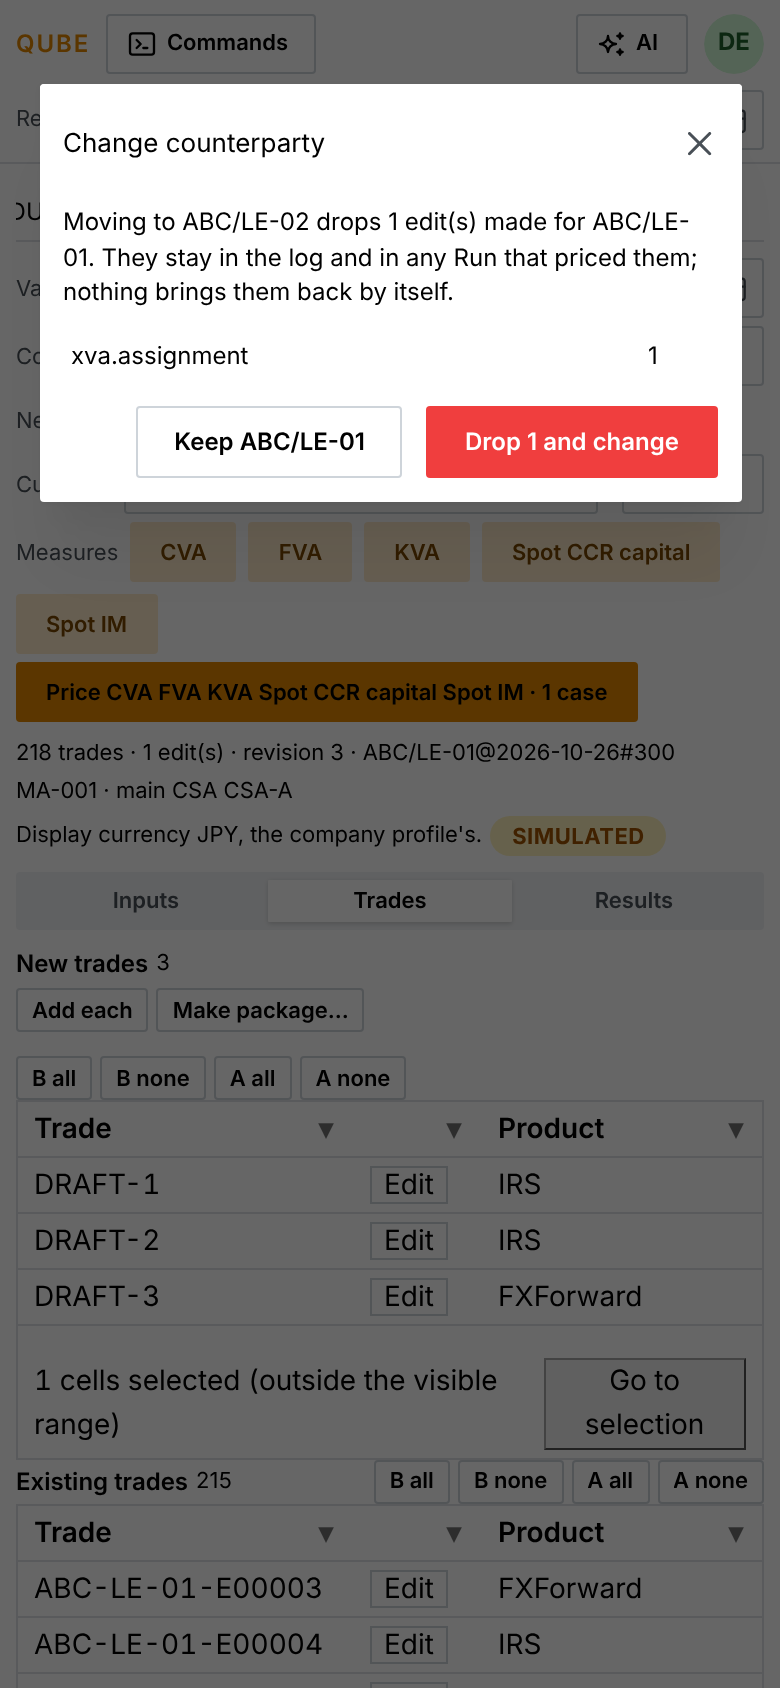 QUBE
Commands
AI
DE
Re
Change counterparty
Moving to ABC/LE-02 drops 1 edit(s) made for ABC/LE-
01. They stay in the log and in any Run that priced them;
nothing brings them back by itself.
xva.assignment 1
Keep ABC/LE-01
Drop 1 and change
Va
Co
Ne
Cu
Measures CVA FVA KVA Spot CCR capital
Spot IM
Price CVA FVA KVA Spot CCR capital Spot IM · 1 case
218 trades · 1 edit(s) · revision 3 · ABC/LE-01@2026-10-26#300
MA-001 · main CSA CSA-A
Display currency JPY, the company profile's. SIMULATED
Inputs Trades Results
New trades 3
Add each Make package...
B all B none A all A none
Trade ▼ ▼ Product ▼
DRAFT-1 Edit IRS
DRAFT-2 Edit IRS
DRAFT-3 Edit FXForward
1 cells selected (outside the visible
range)
Go to
selection
Existing trades 215 B all B none A all A none
Trade ▼ ▼ Product ▼
ABC-LE-01-E00003 Edit FXForward
ABC-LE-01-E00004 Edit IRS